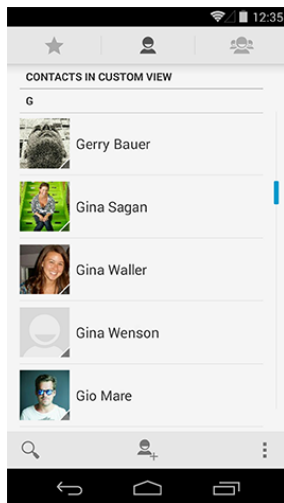 12:35
CONTACTS IN CUSTOM VIEW
G
Gerry Bauer
Gina Sagan
Gina Waller
Gina Wenson
Gio Mare